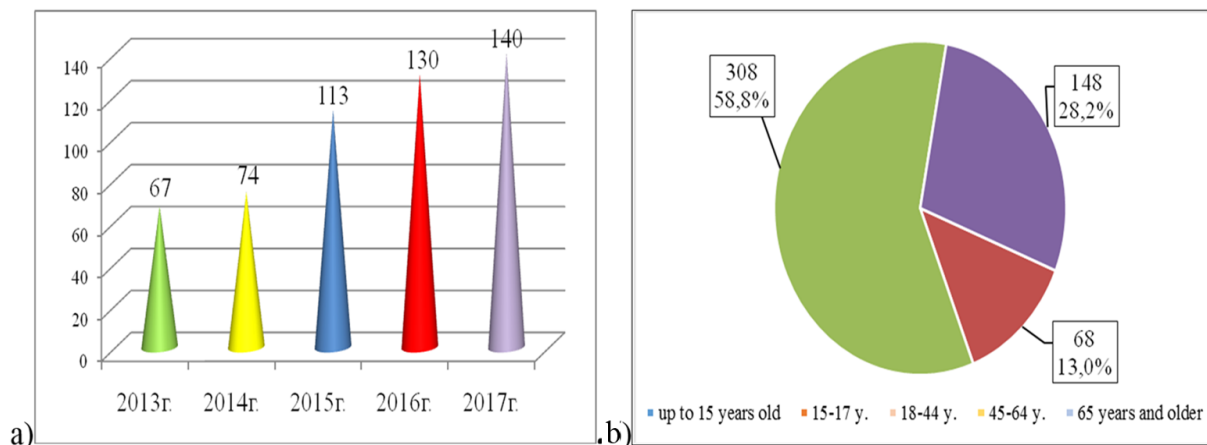 140
120
100
80
60
40
20
0
67
74
113
130
140
2013г.
2014г.
2015г.
2016г.
2017г.
a)
308
58,8%
148
28,2%
68
13,0%
up to 15 years old 15-17 y. 18-44 y. 45-64 y. 65 years and older
.b)